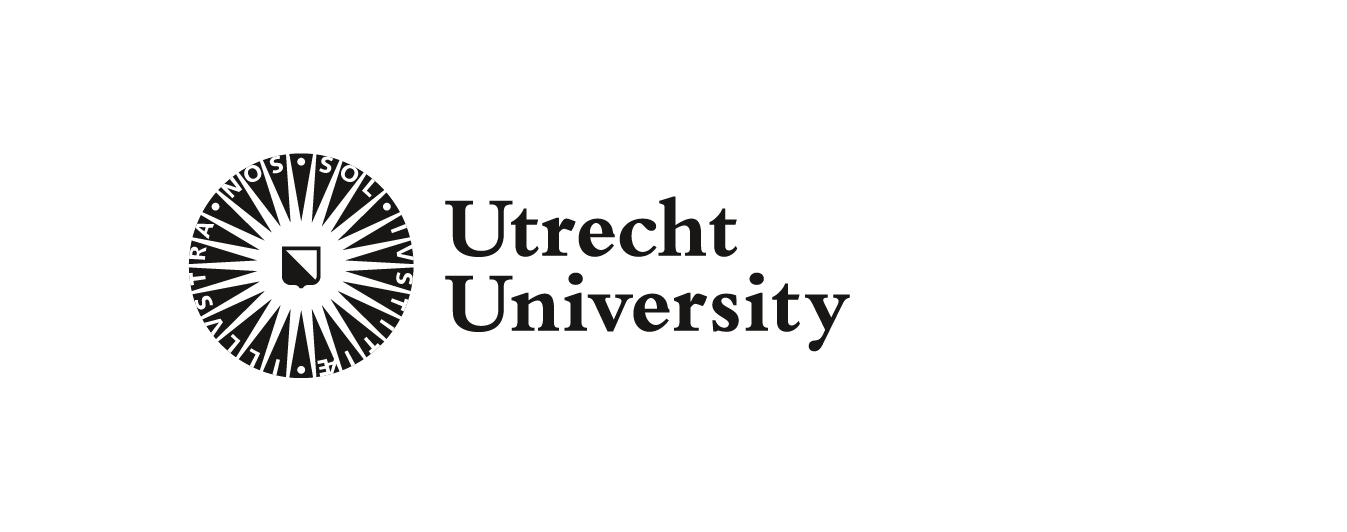 SOL · IVSTITIÆ · ILLVSTRA · NOS ·
Utrecht
University